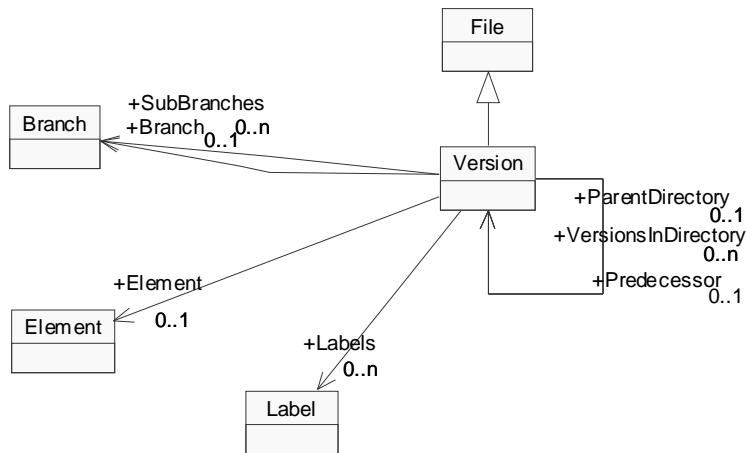 File
+SubBranches
Branch
+Branch
0..1
0..n
Version
+ParentDirectory
0..1
+VersionsInDirectory
0..n
+Element
+Predecessor
0..1
Element
0..1
+Labels
0..n
Label